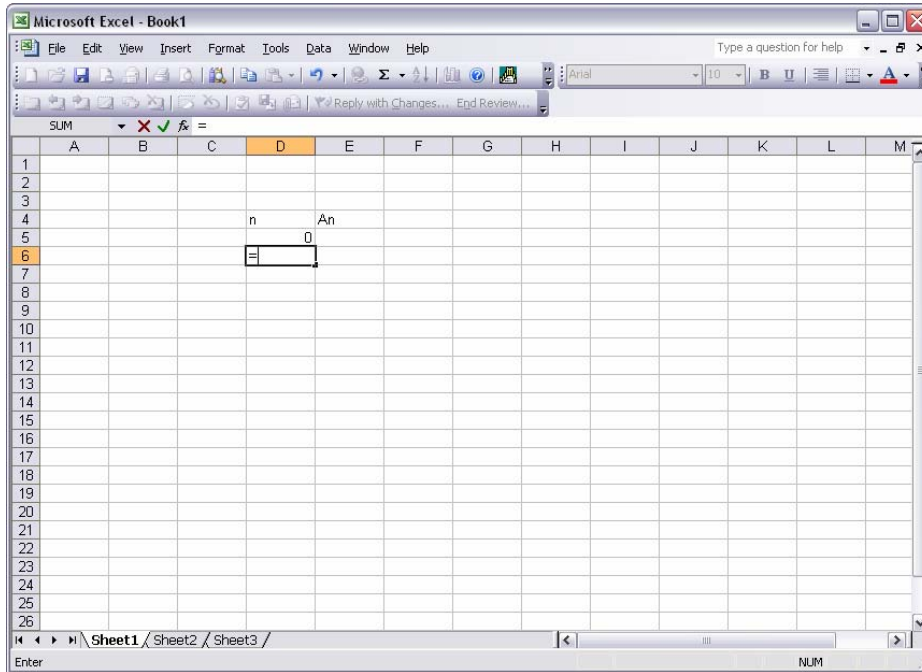 Microsoft Excel - Book1
File Edit View Insert Format Tools Data Window Help Type a question for help
Σ Arial 10 B U A
Reply with Changes... End Review...
SUM fx =
A B C D E F G H I J K L M
1
2
3
4 n An
5 0
6 =
7
8
9
10
11
12
13
14
15
16
17
18
19
20
21
22
23
24
25
26
Sheet1 Sheet2 Sheet3
Enter NUM